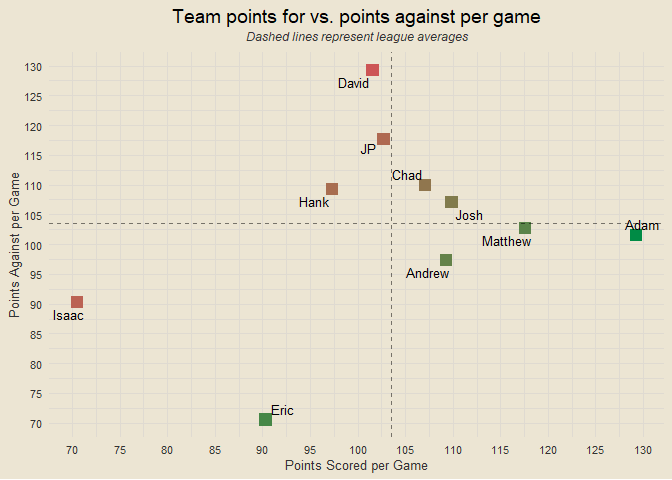 Team points for vs. points against per game
Dashed lines represent league averages
130
125
120
115
110
105
100
95
90
85
80
75
70
Points Against per Game
David
JP
Chad
Hank
Josh
Adam
Matthew
Andrew
Isaac
Eric
70 75 80 85 90 95 100 105 110 115 120 125 130
Points Scored per Game